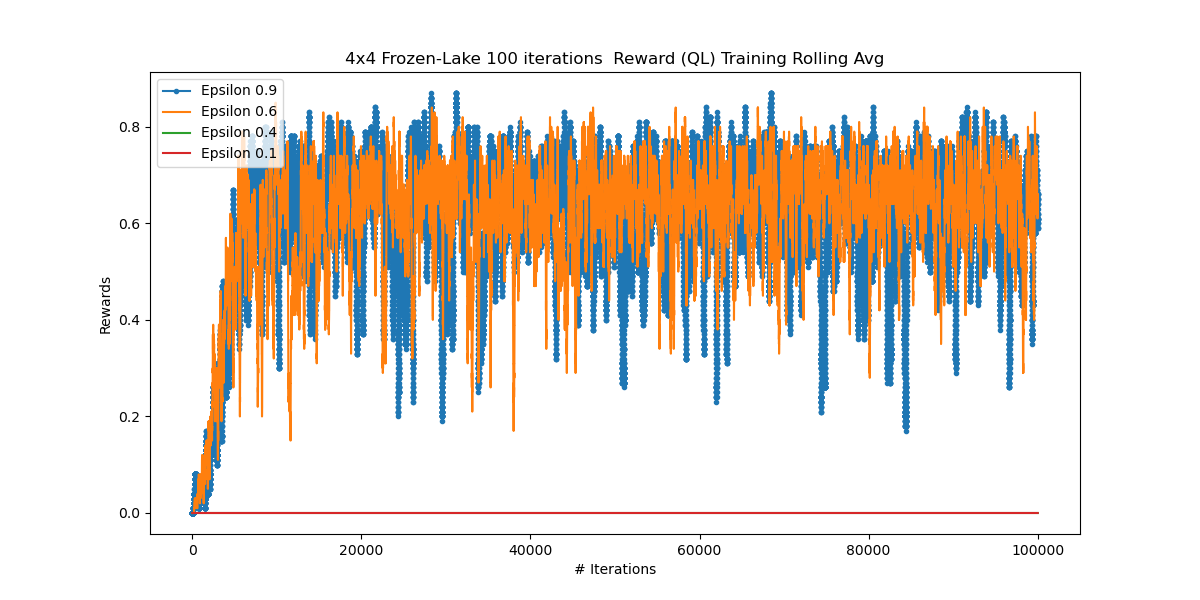 4x4 Frozen-Lake 100 iterations  Reward (QL) Training Rolling Avg
Epsilon 0.9
Epsilon 0.6
Epsilon 0.4
Epsilon 0.1
Rewards
0.8
0.6
0.4
0.2
0.0
0 20000 40000 60000 80000 100000
# Iterations